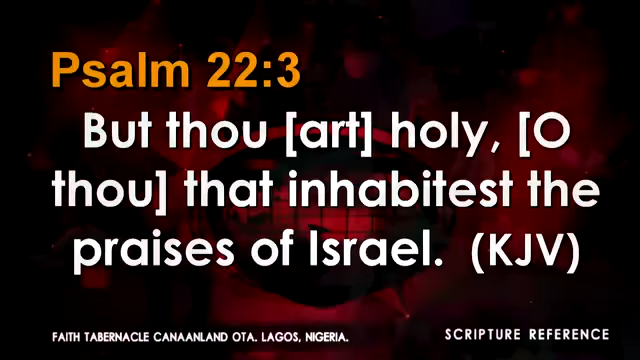 Psalm 22:3
But thou [art] holy, [O
thou] that inhabitest the
praises of Israel. (KJV)
FAITH TABERNACLE CANAANLAND OTA. LAGOS, NIGERIA.
SCRIPTURE REFERENCE